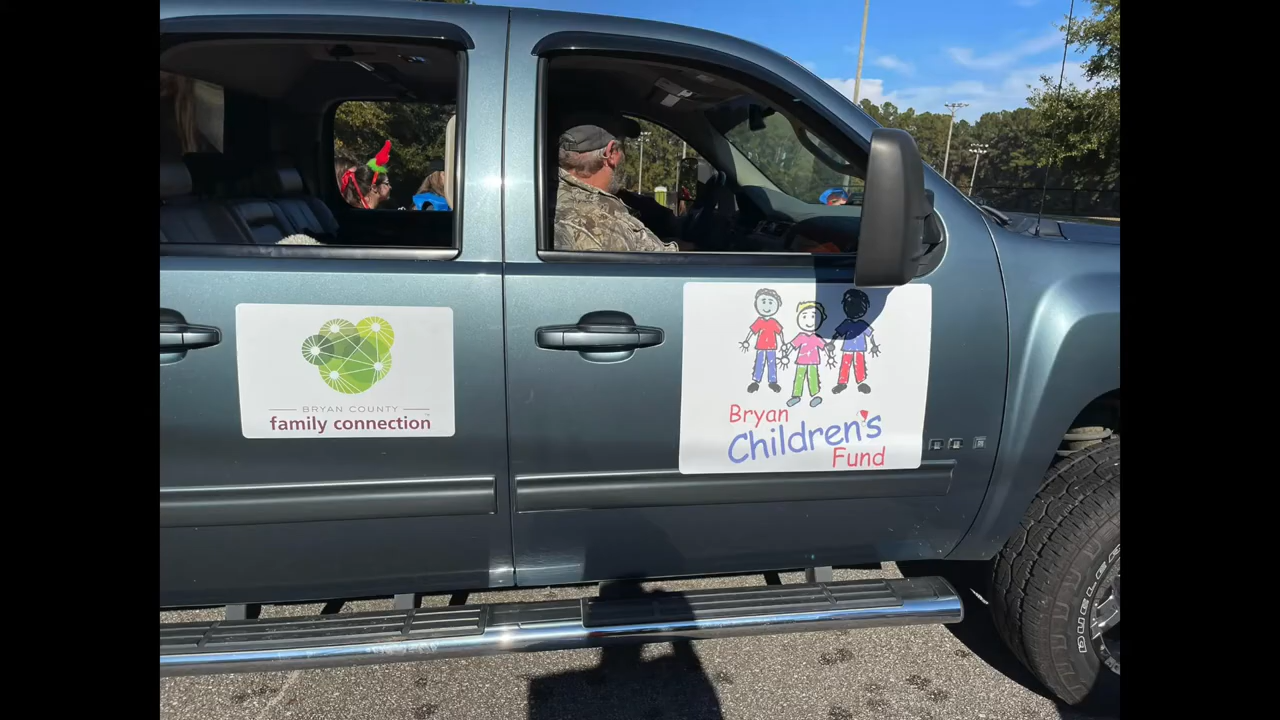 BRYAN COUNTY
family connection
Bryan
Children's
Fund